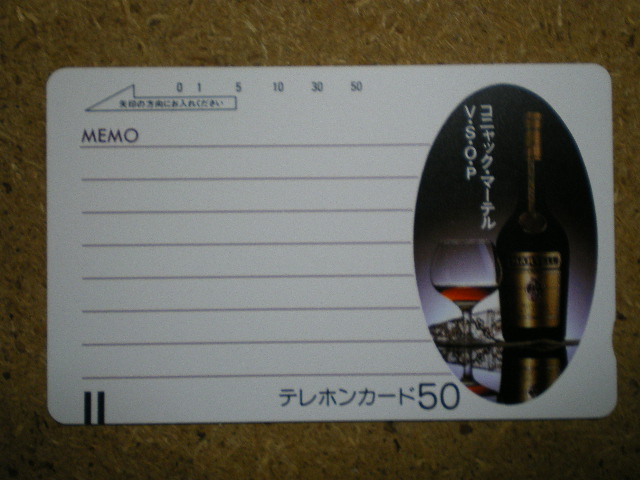 0 1 5 10 30 50
矢印の方向にお入れください
MEMO
コニャック・マーテル
V・S・O・P
MARTELL
テレホンカード50